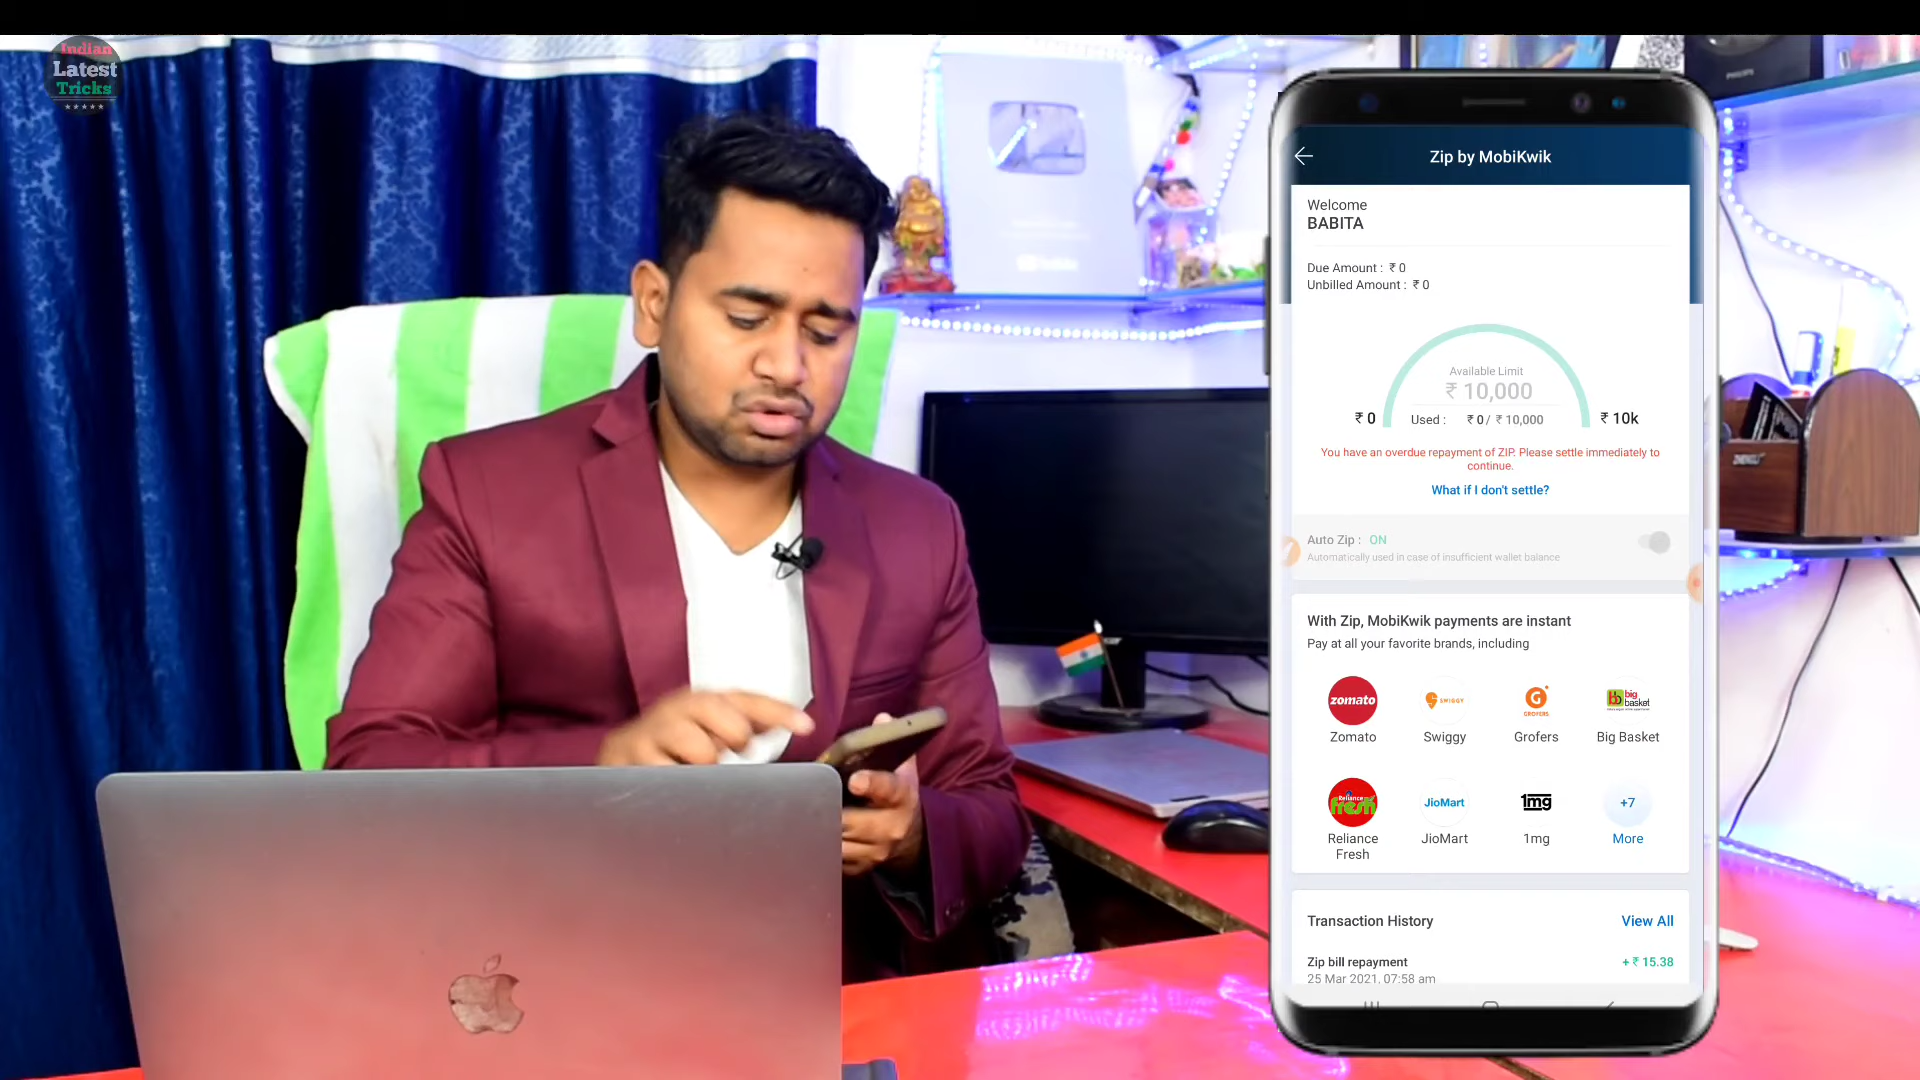 Indian
Latest
Tricks
PHILIPS
Zip by MobiKwik
Welcome
BABITA
Due Amount : ₹ 0
Unbilled Amount : ₹ 0
Available Limit
₹ 10,000
₹ 0
Used : ₹ 0 / ₹ 10,000
₹ 10k
You have an overdue repayment of ZIP. Please settle immediately to
continue.
What if I don't settle?
Auto Zip : ON
Automatically used in case of insufficient wallet balance
With Zip, MobiKwik payments are instant
Pay at all your favorite brands, including
zomato
SWIGGY
G
GROFERS
bb big
basket
Zomato
Swiggy
Grofers
Big Basket
Reliance
fresh
JioMart
1mg
+7
Reliance
Fresh
JioMart
1mg
More
Transaction History
View All
Zip bill repayment
+ ₹ 15.38
25 Mar 2021, 07:58 am